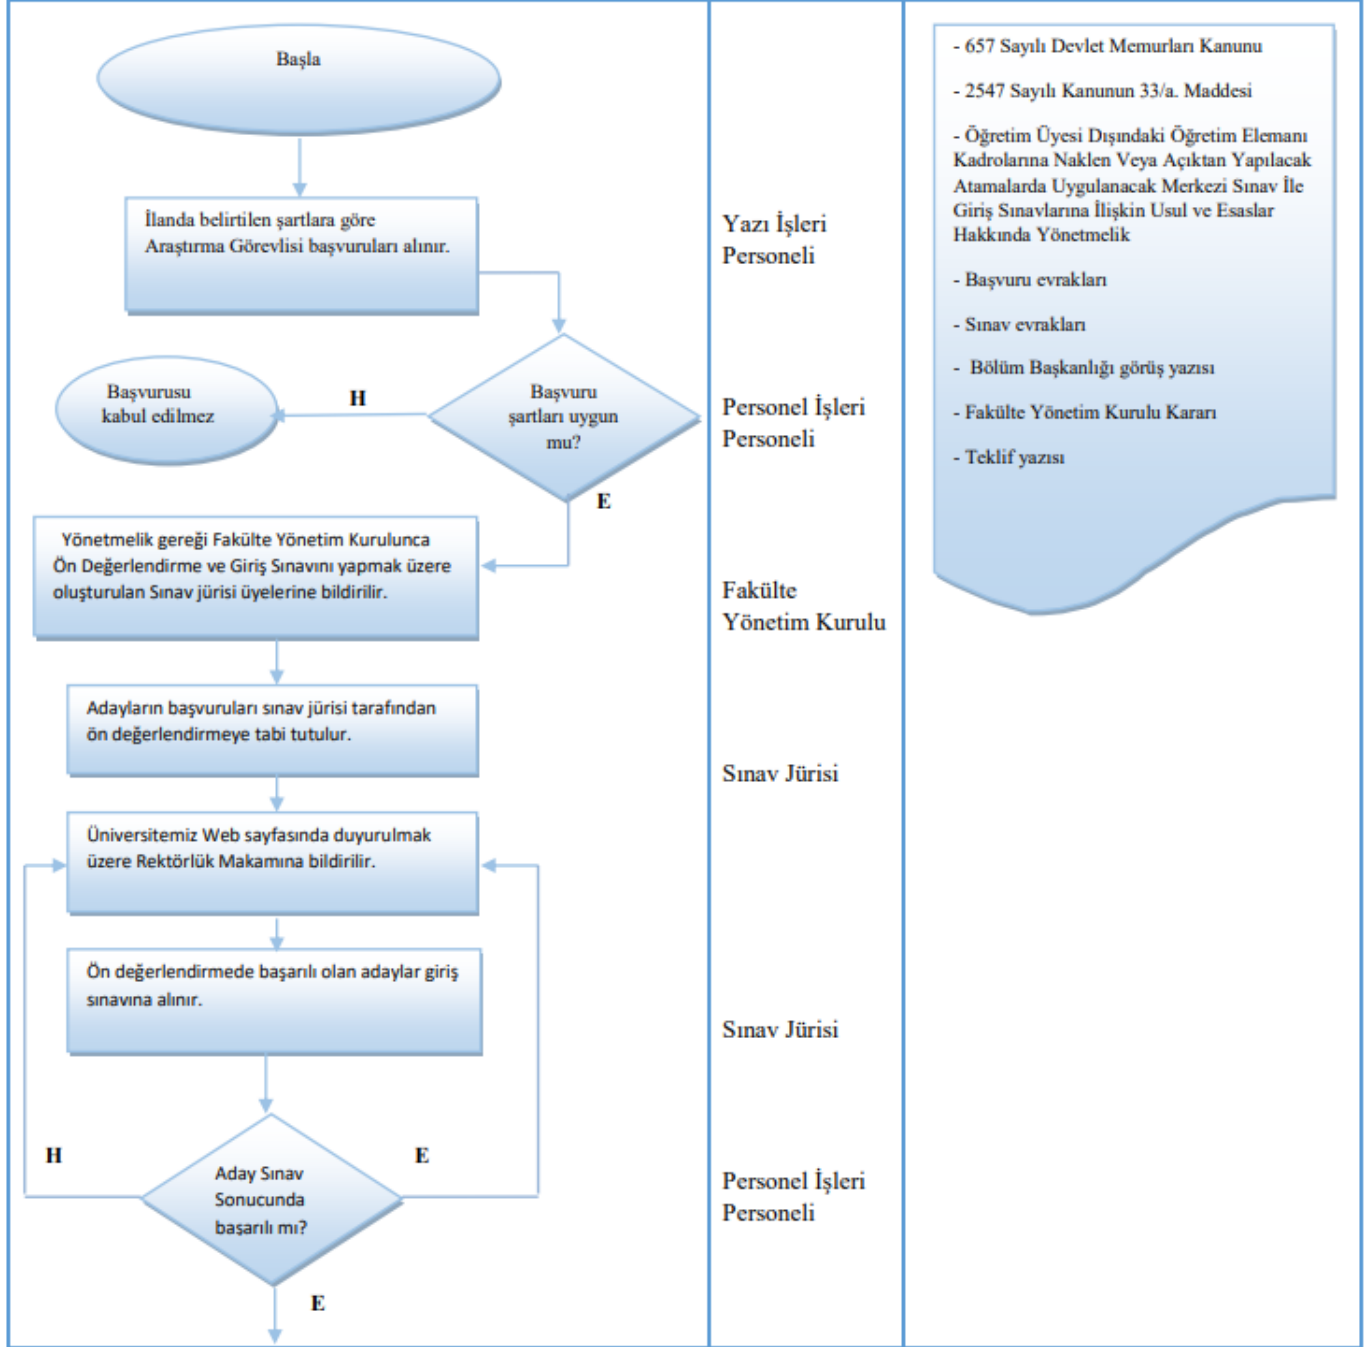 Başla
İlanda belirtilen şartlara göre
Araştırma Görevlisi başvuruları alınır.
Başvurusu
kabul edilmez
H
Başvuru
şartları uygun
mu?
E
Yönetmelik gereği Fakülte Yönetim Kurulunca
Ön Değerlendirme ve Giriş Sınavını yapmak üzere
oluşturulan Sınav jürisi üyelerine bildirilir.
Adayların başvuruları sınav jürisi tarafından
ön değerlendirmeye tabi tutulur.
Üniversitemiz Web sayfasında duyurulmak
üzere Rektörlük Makamına bildirilir.
Ön değerlendirmede başarılı olan adaylar giriş
sınavına alınır.
H
E
Aday Sınav
Sonucunda
başarılı mı?
E
Yazı İşleri
Personeli
Personel İşleri
Personeli
Fakülte
Yönetim Kurulu
Sınav Jürisi
Sınav Jürisi
Personel İşleri
Personeli
- 657 Sayılı Devlet Memurları Kanunu
- 2547 Sayılı Kanunun 33/a. Maddesi
- Öğretim Üyesi Dışındaki Öğretim Elemanı
Kadrolarına Naklen Veya Açıktan Yapılacak
Atamalarda Uygulanacak Merkezi Sınav İle
Giriş Sınavlarına İlişkin Usul ve Esaslar
Hakkında Yönetmelik
- Başvuru evrakları
- Sınav evrakları
- Bölüm Başkanlığı görüş yazısı
- Fakülte Yönetim Kurulu Kararı
- Teklif yazısı